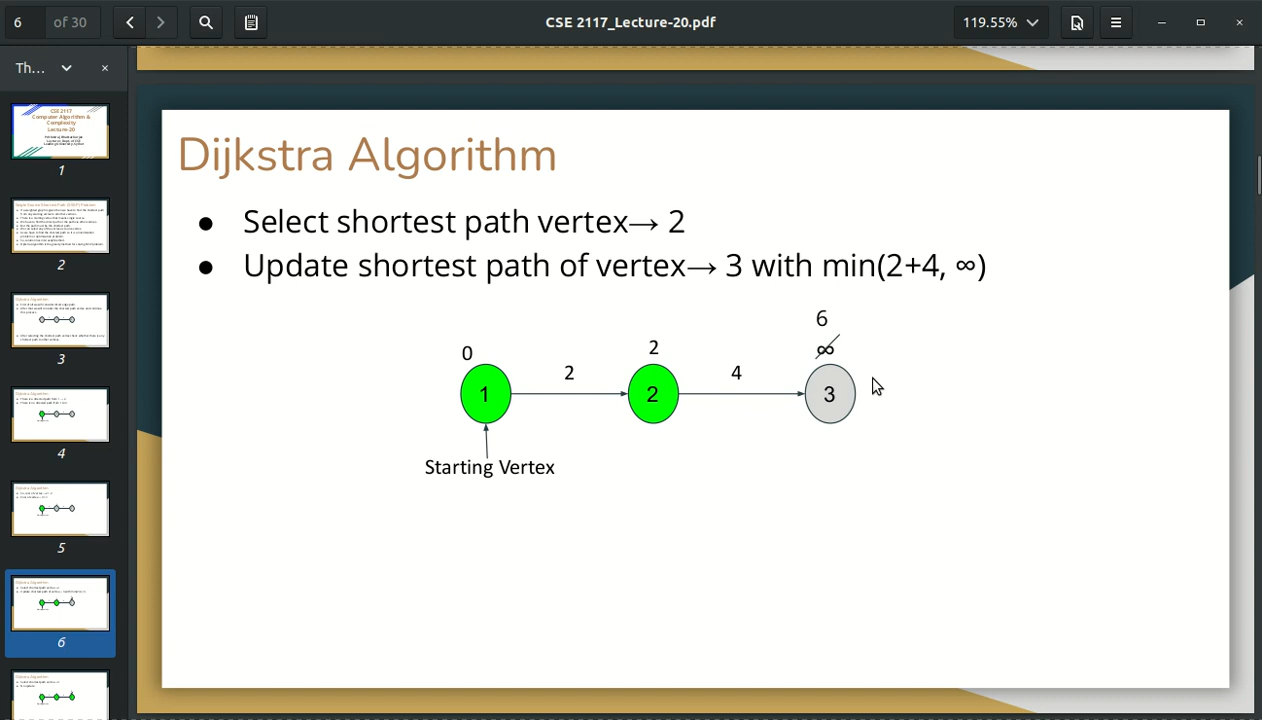 6 of 30
CSE 2117_Lecture-20.pdf
119.55%
Th...
CSE 2117
Computer Algorithm &
Complexity
Lecture-20
1
2
3
4
5
6
Dijkstra Algorithm
● Select shortest path vertex→ 2
● Update shortest path of vertex→ 3 with min(2+4, ∞)
6
0 2 ∞
2 4
1 2 3
Starting Vertex